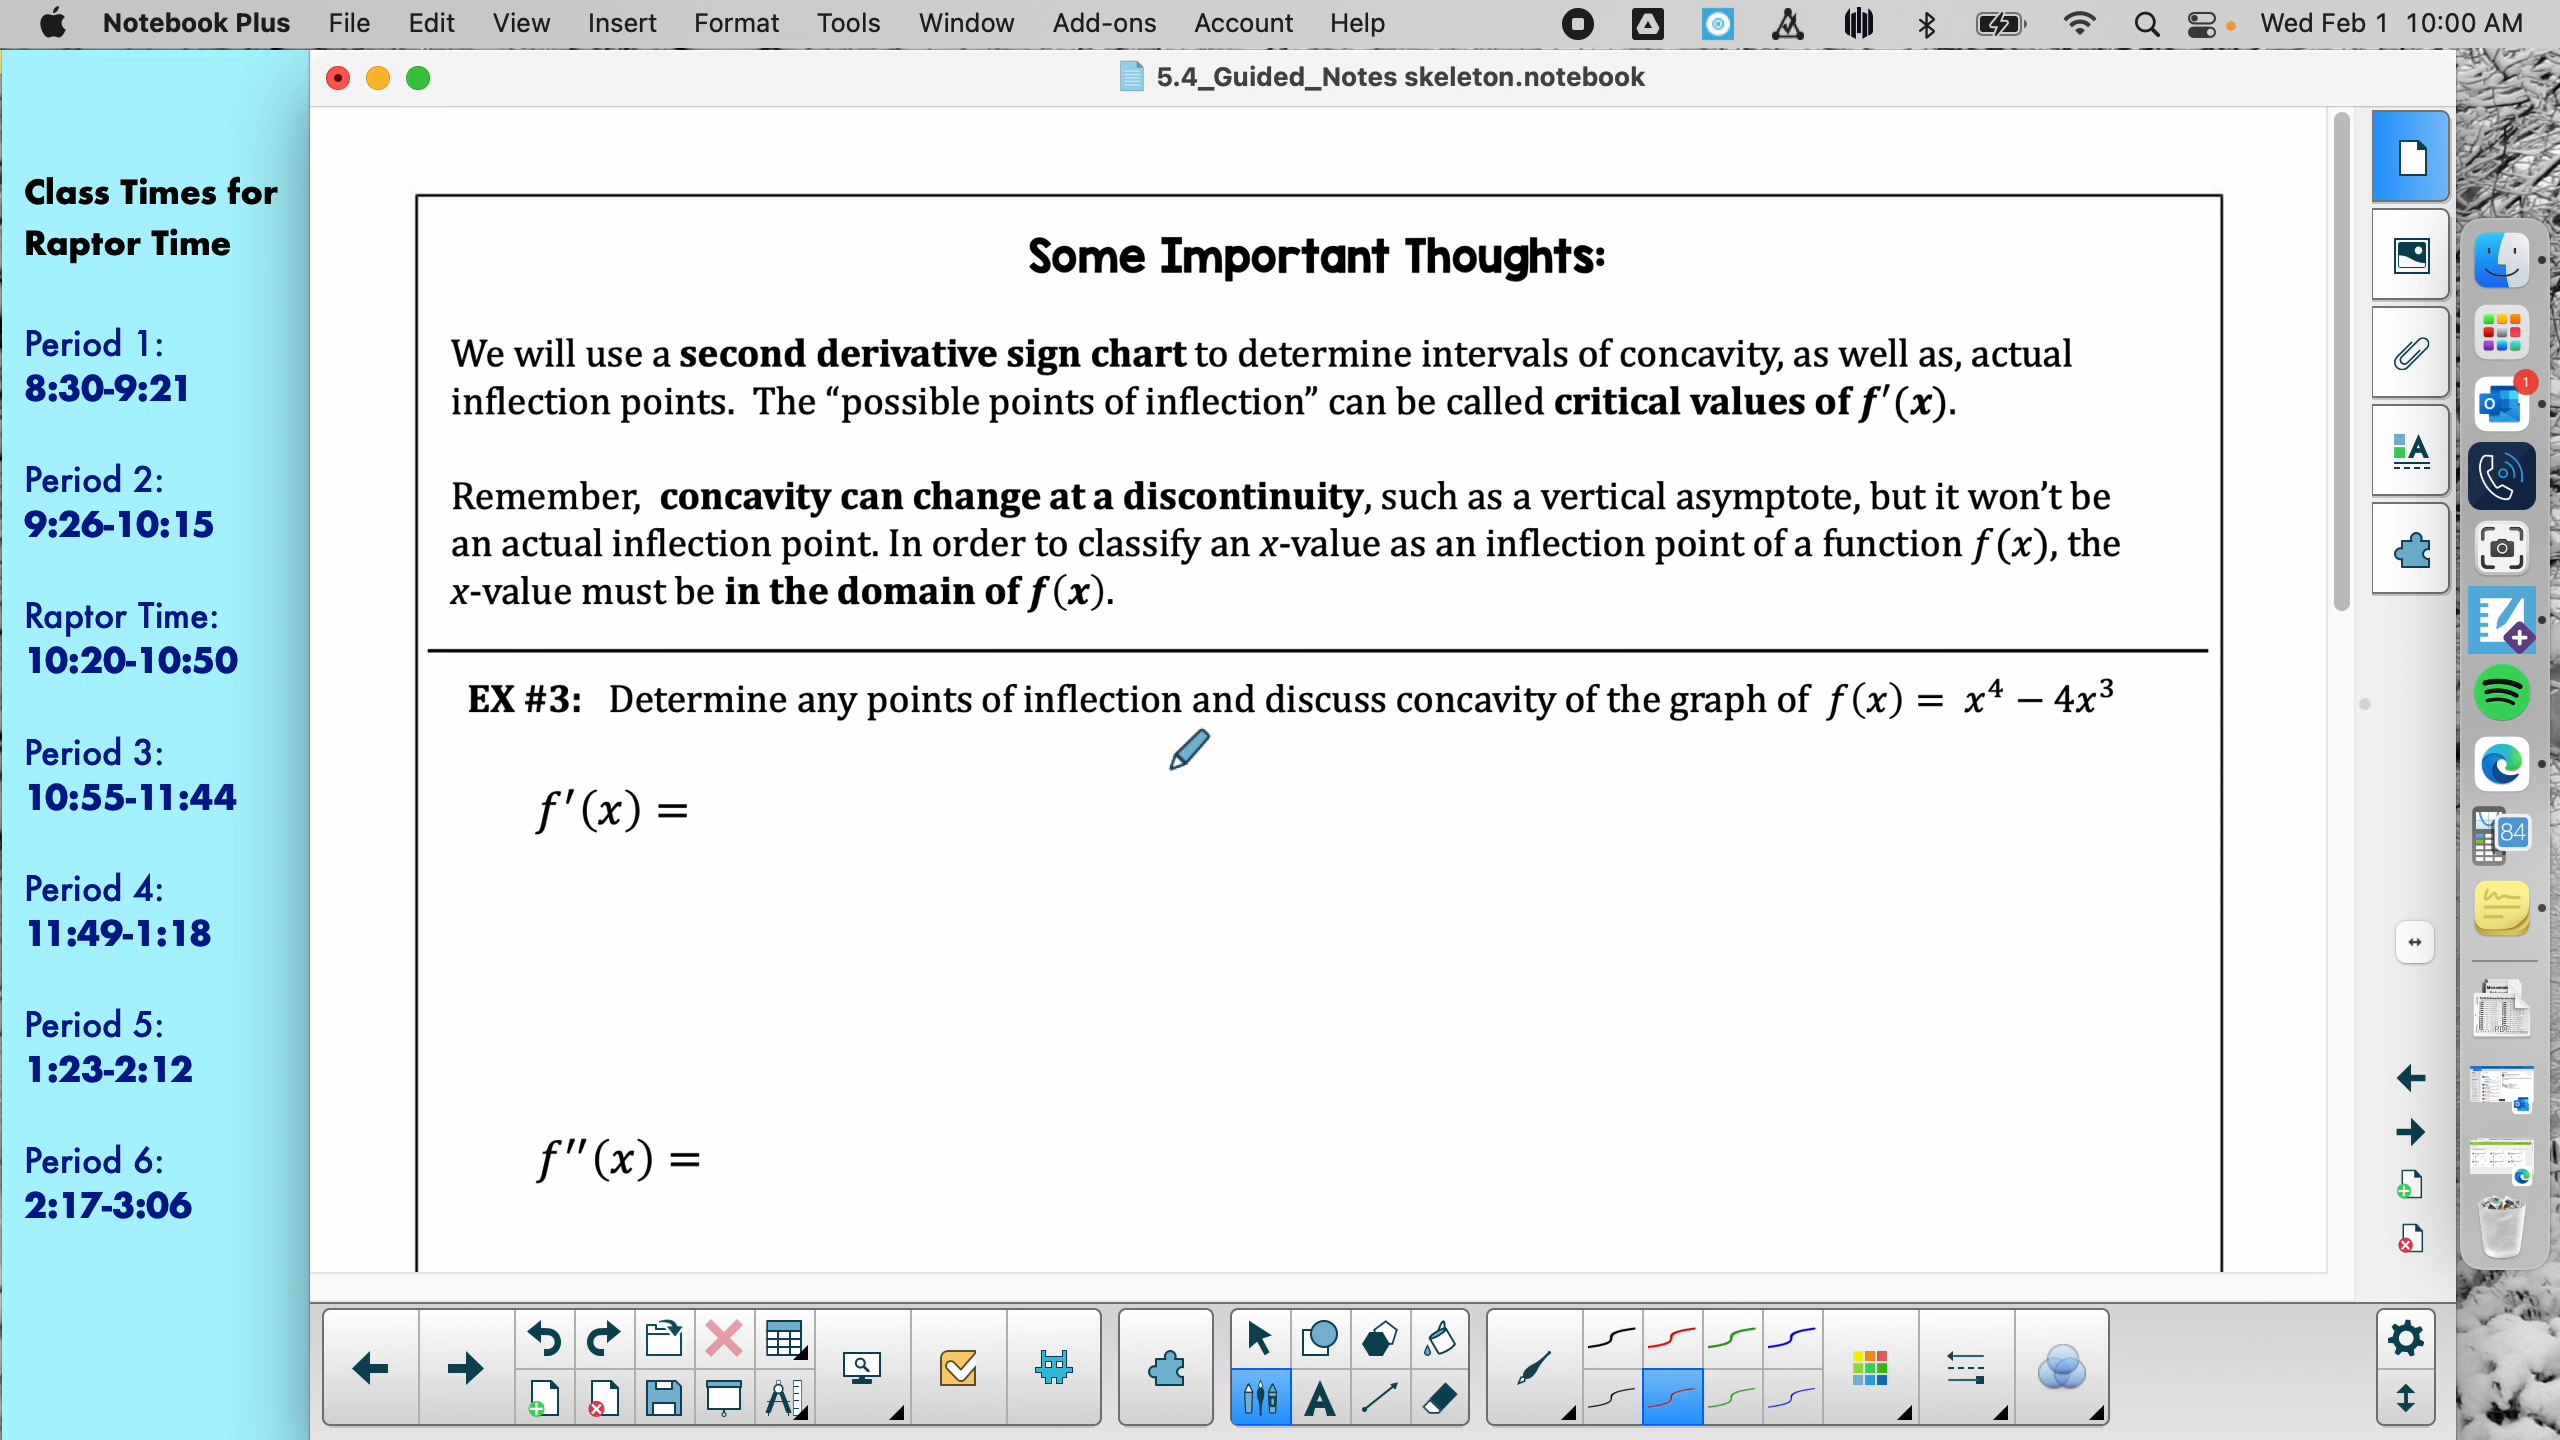 Notebook Plus File Edit View Insert Format Tools Window Add-ons Account Help Wed Feb 1 10:00 AM
5.4_Guided_Notes skeleton.notebook
Class Times for
Raptor Time
Period 1:
8:30-9:21
Period 2:
9:26-10:15
Raptor Time:
10:20-10:50
Period 3:
10:55-11:44
Period 4:
11:49-1:18
Period 5:
1:23-2:12
Period 6:
2:17-3:06
Some Important Thoughts:
We will use a second derivative sign chart to determine intervals of concavity, as well as, actual
inflection points. The “possible points of inflection” can be called critical values of f′(x).
Remember, concavity can change at a discontinuity, such as a vertical asymptote, but it won’t be
an actual inflection point. In order to classify an x-value as an inflection point of a function f(x), the
x-value must be in the domain of f(x).
EX #3: Determine any points of inflection and discuss concavity of the graph of f(x) = x⁴ − 4x³
f′(x) =
f″(x) =
1
84
A
A